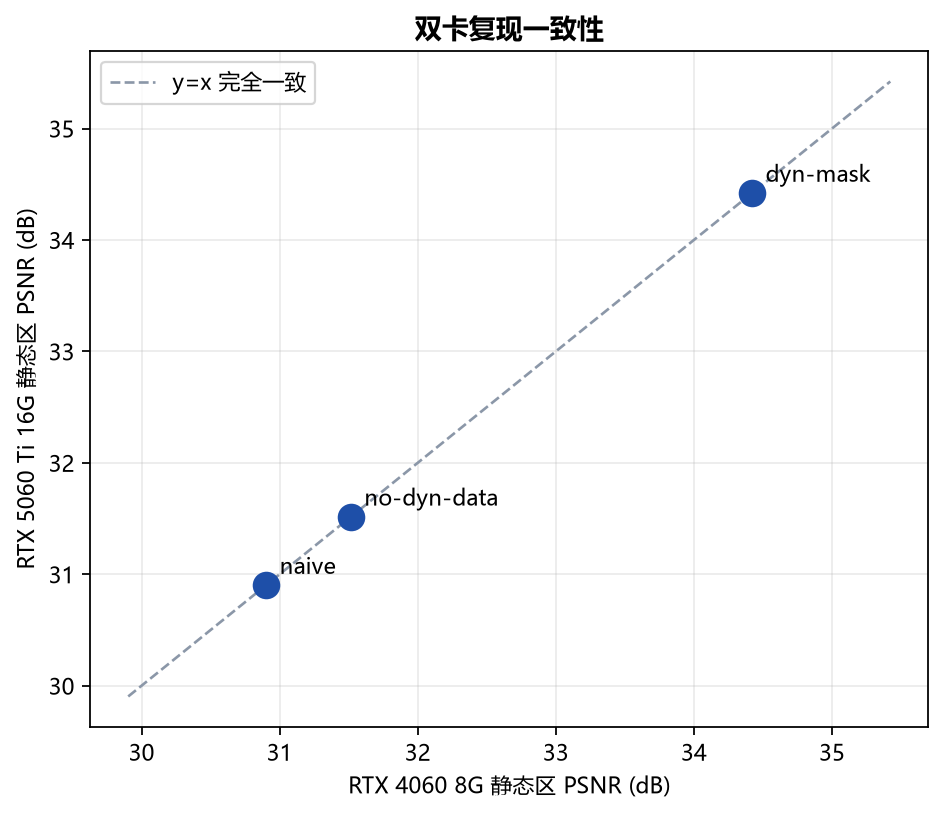 双卡复现一致性
y=x 完全一致
35
34
33
32
31
30
RTX 5060 Ti 16G 静态区 PSNR (dB)
dyn-mask
no-dyn-data
naive
30 31 32 33 34 35
RTX 4060 8G 静态区 PSNR (dB)